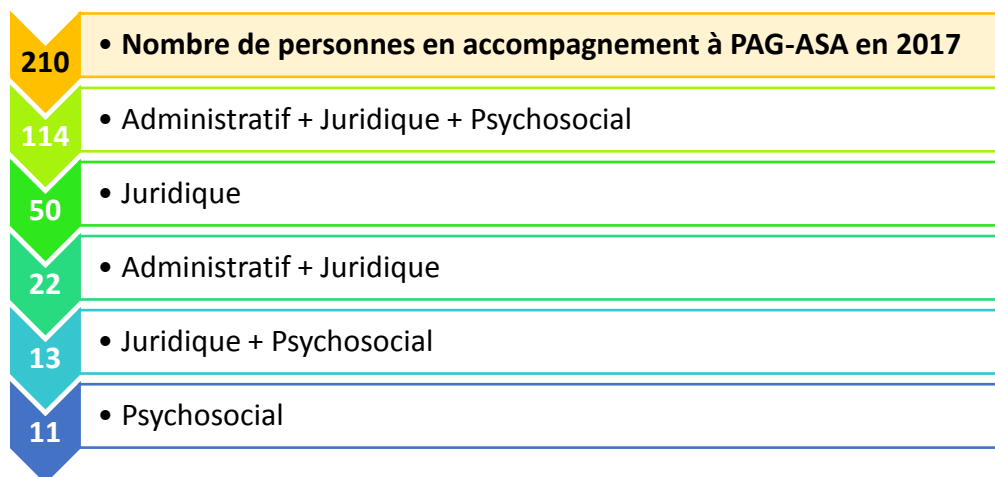 210 • Nombre de personnes en accompagnement à PAG-ASA en 2017
114 • Administratif + Juridique + Psychosocial
50 • Juridique
22 • Administratif + Juridique
13 • Juridique + Psychosocial
11 • Psychosocial